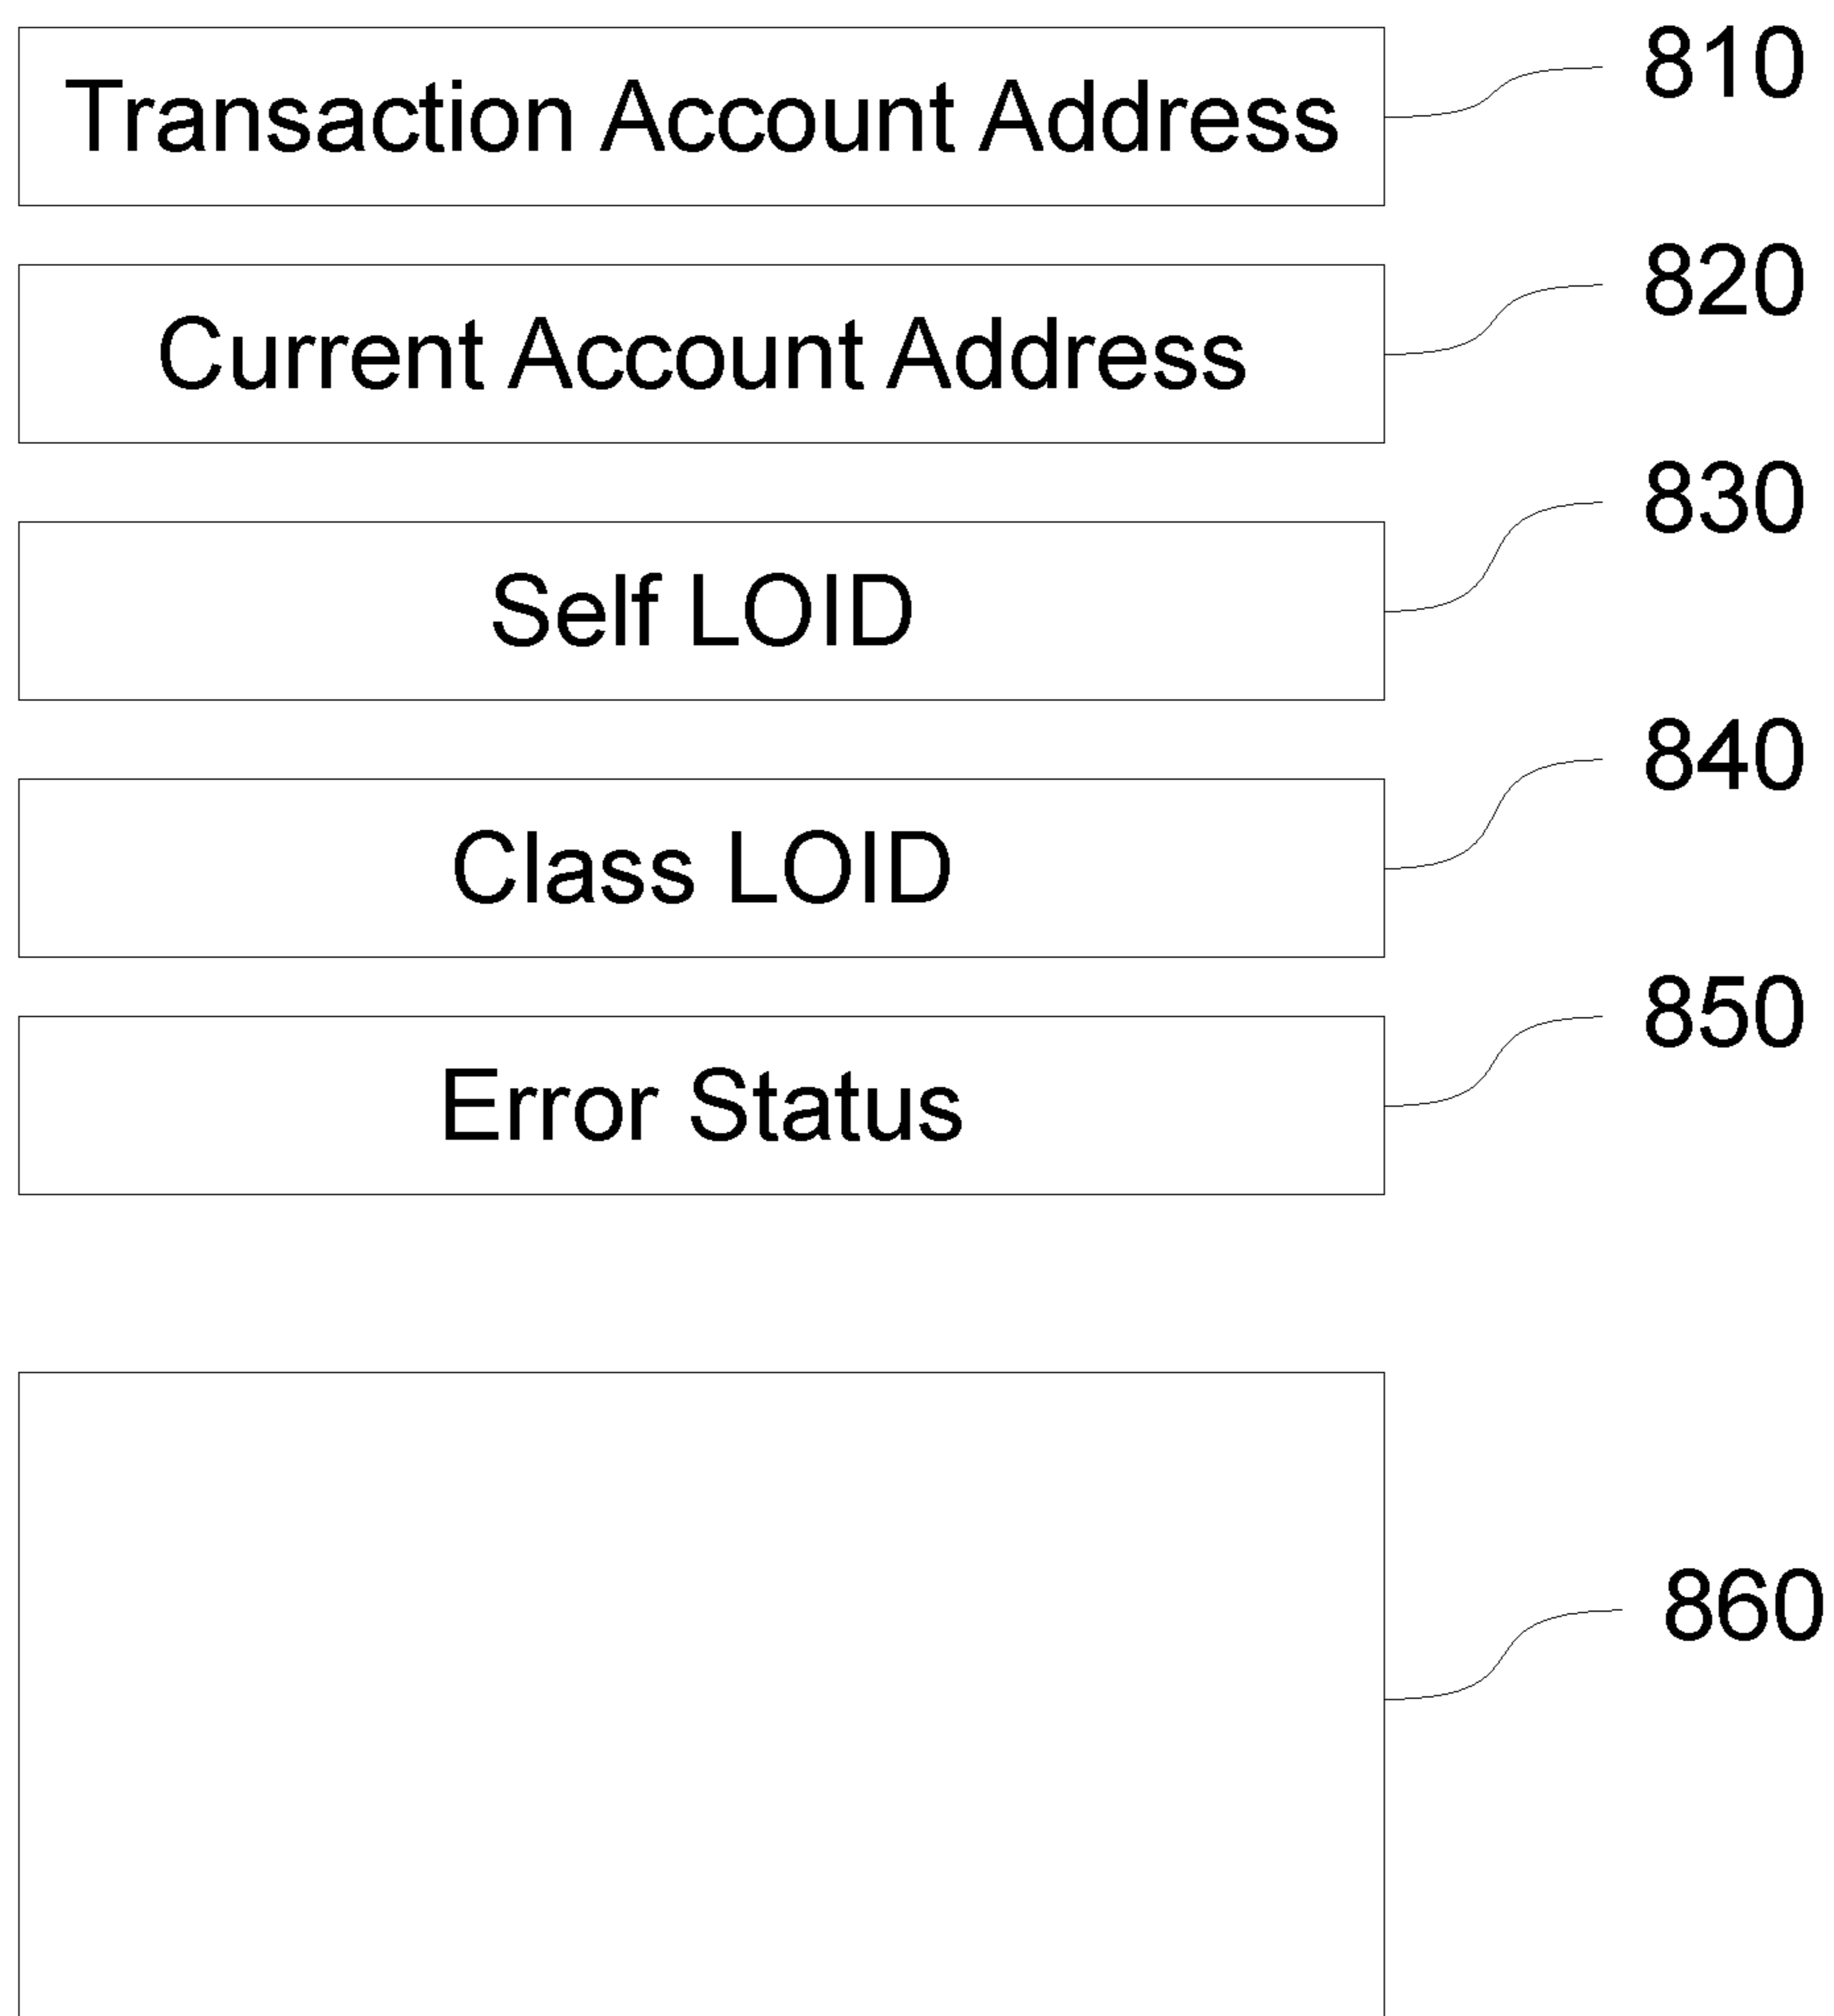 Transaction Account Address 810
Current Account Address 820
Self LOID 830
Class LOID 840
Error Status 850
860